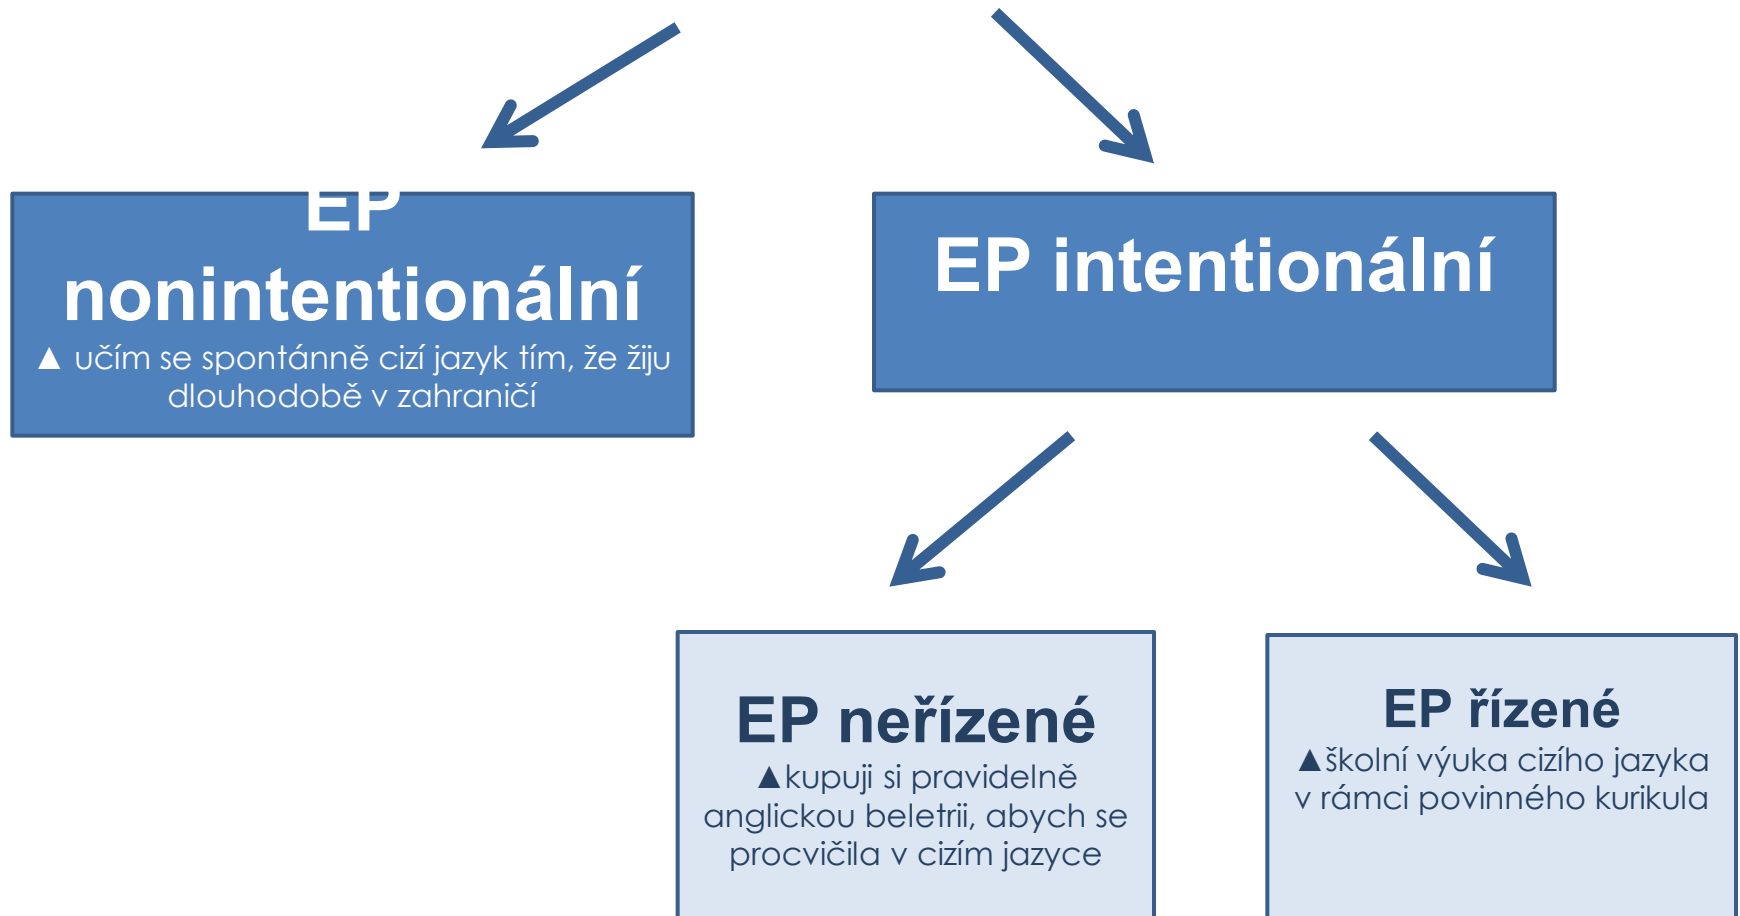 EP
nonintentionální
▲ učím se spontánně cizí jazyk tím, že žiju
dlouhodobě v zahraničí
EP intentionální
EP neřízené
▲kupuji si pravidelně
anglickou beletrii, abych se
procvičila v cizím jazyce
EP řízené
▲školní výuka cizího jazyka
v rámci povinného kurikula